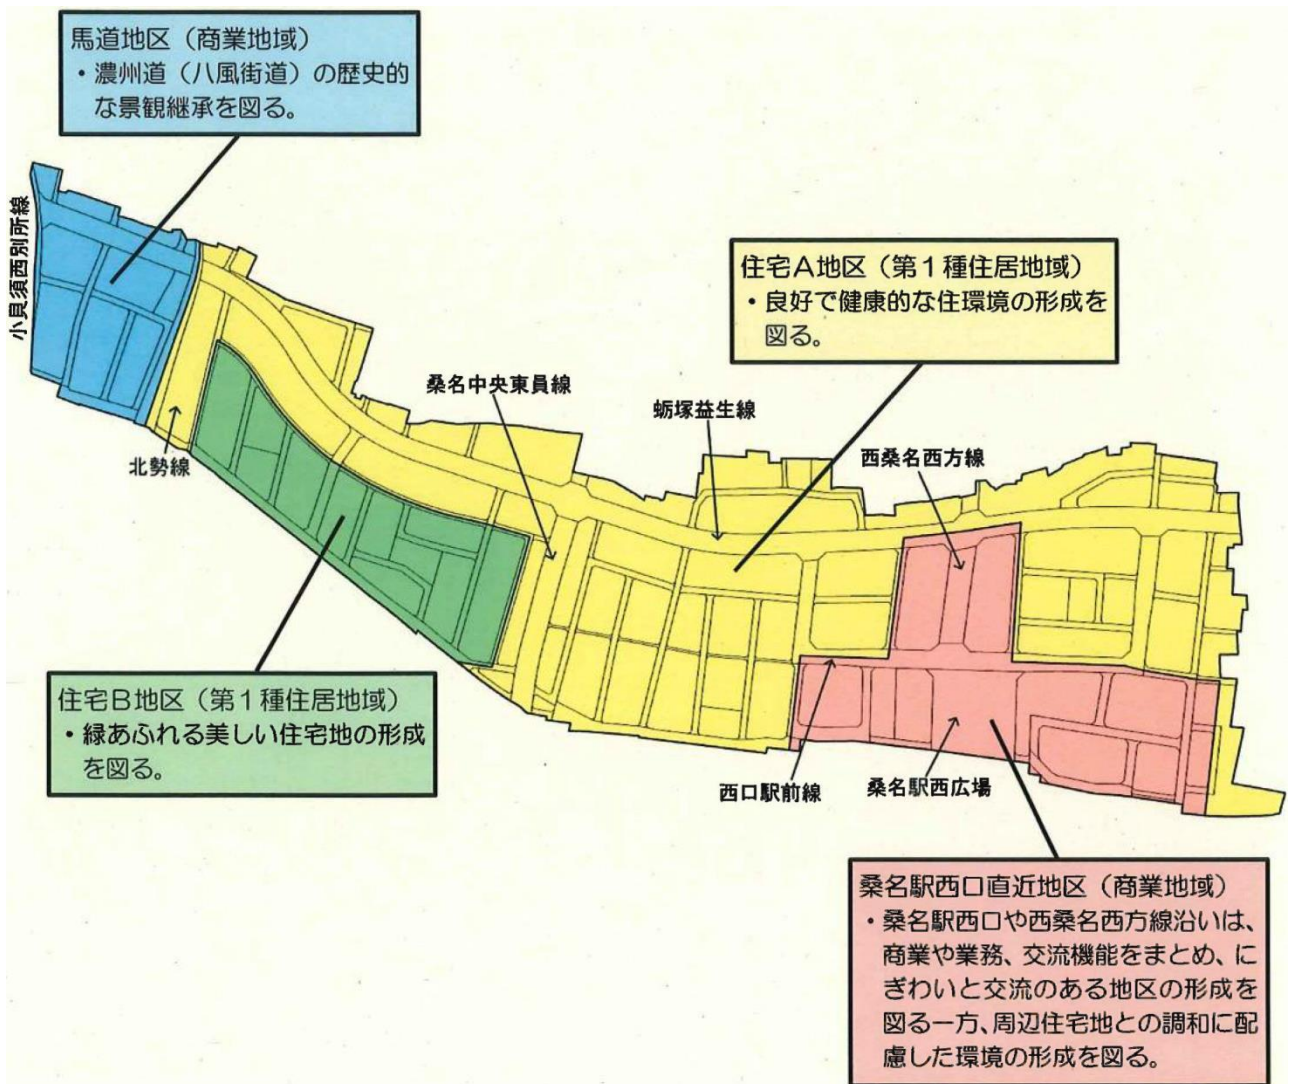 馬道地区（商業地域）
・濃州道（八風街道）の歴史的
な景観継承を図る。
小貝須西別所線
住宅A地区（第1種住居地域）
・良好で健康的な住環境の形成を
図る。
桑名中央東員線
蛎塚益生線
西桑名西方線
北勢線
住宅B地区（第1種住居地域）
・緑あふれる美しい住宅地の形成
を図る。
西口駅前線
桑名駅西広場
桑名駅西口直近地区（商業地域）
・桑名駅西口や西桑名西方線沿いは、
商業や業務、交流機能をまとめ、に
ぎわいと交流のある地区の形成を
図る一方、周辺住宅地との調和に配
慮した環境の形成を図る。